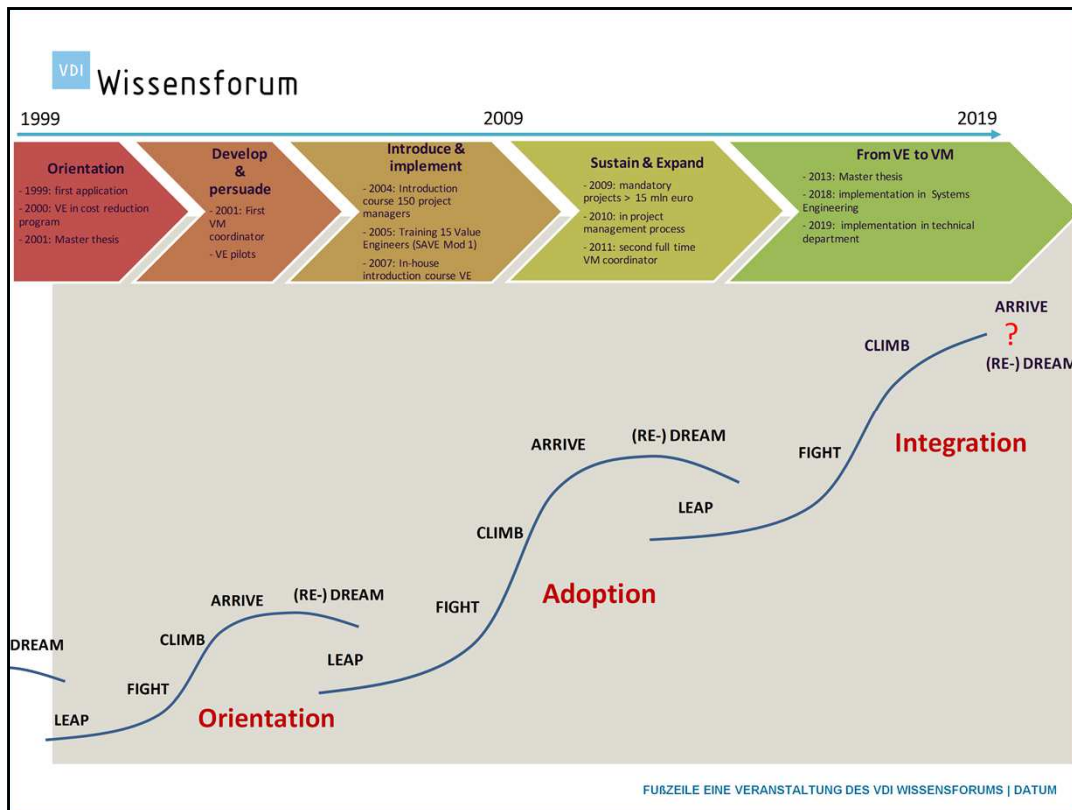 VDI Wissensforum
1999
2009
2019
Orientation
- 1999: first application
- 2000: VE in cost reduction
program
- 2001: Master thesis
Develop
&
persuade
- 2001: First
VM
coordinator
- VE pilots
Introduce &
implement
- 2004: Introduction
course 150 project
managers
- 2005: Training 15 Value
Engineers (SAVE Mod 1)
- 2007: In-house
introduction course VE
Sustain & Expand
- 2009: mandatory
projects > 15 mln euro
- 2010: in project
management process
- 2011: second full time
VM coordinator
From VE to VM
- 2013: Master thesis
- 2018: implementation in Systems
Engineering
- 2019: implementation in technical
department
ARRIVE
?
(RE-) DREAM
CLIMB
FIGHT
Integration
LEAP
(RE-) DREAM
ARRIVE
CLIMB
Adoption
FIGHT
LEAP
(RE-) DREAM
ARRIVE
CLIMB
DREAM
FIGHT
LEAP
Orientation
FUßZEILE EINE VERANSTALTUNG DES VDI WISSENSFORUMS | DATUM